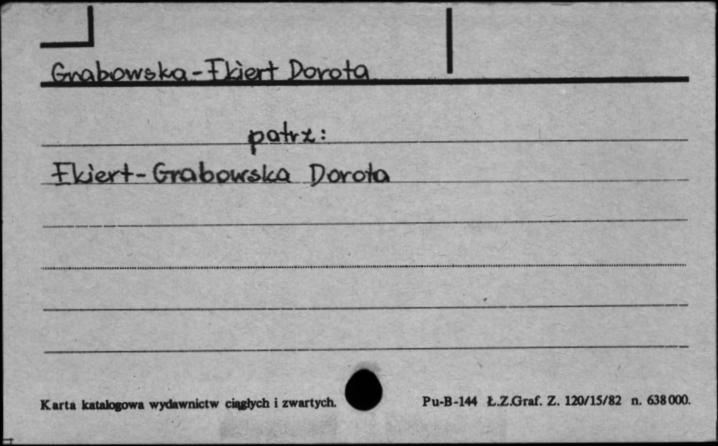 Grabowska-Ekiert Dorota
patrz:
Ekiert-Grabowska Dorota
Karta katalogowa wydawnictw ciągłych i zwartych.
Pu-B-144 Ł.Z.Graf. Z. 120/15/82 n. 638000.